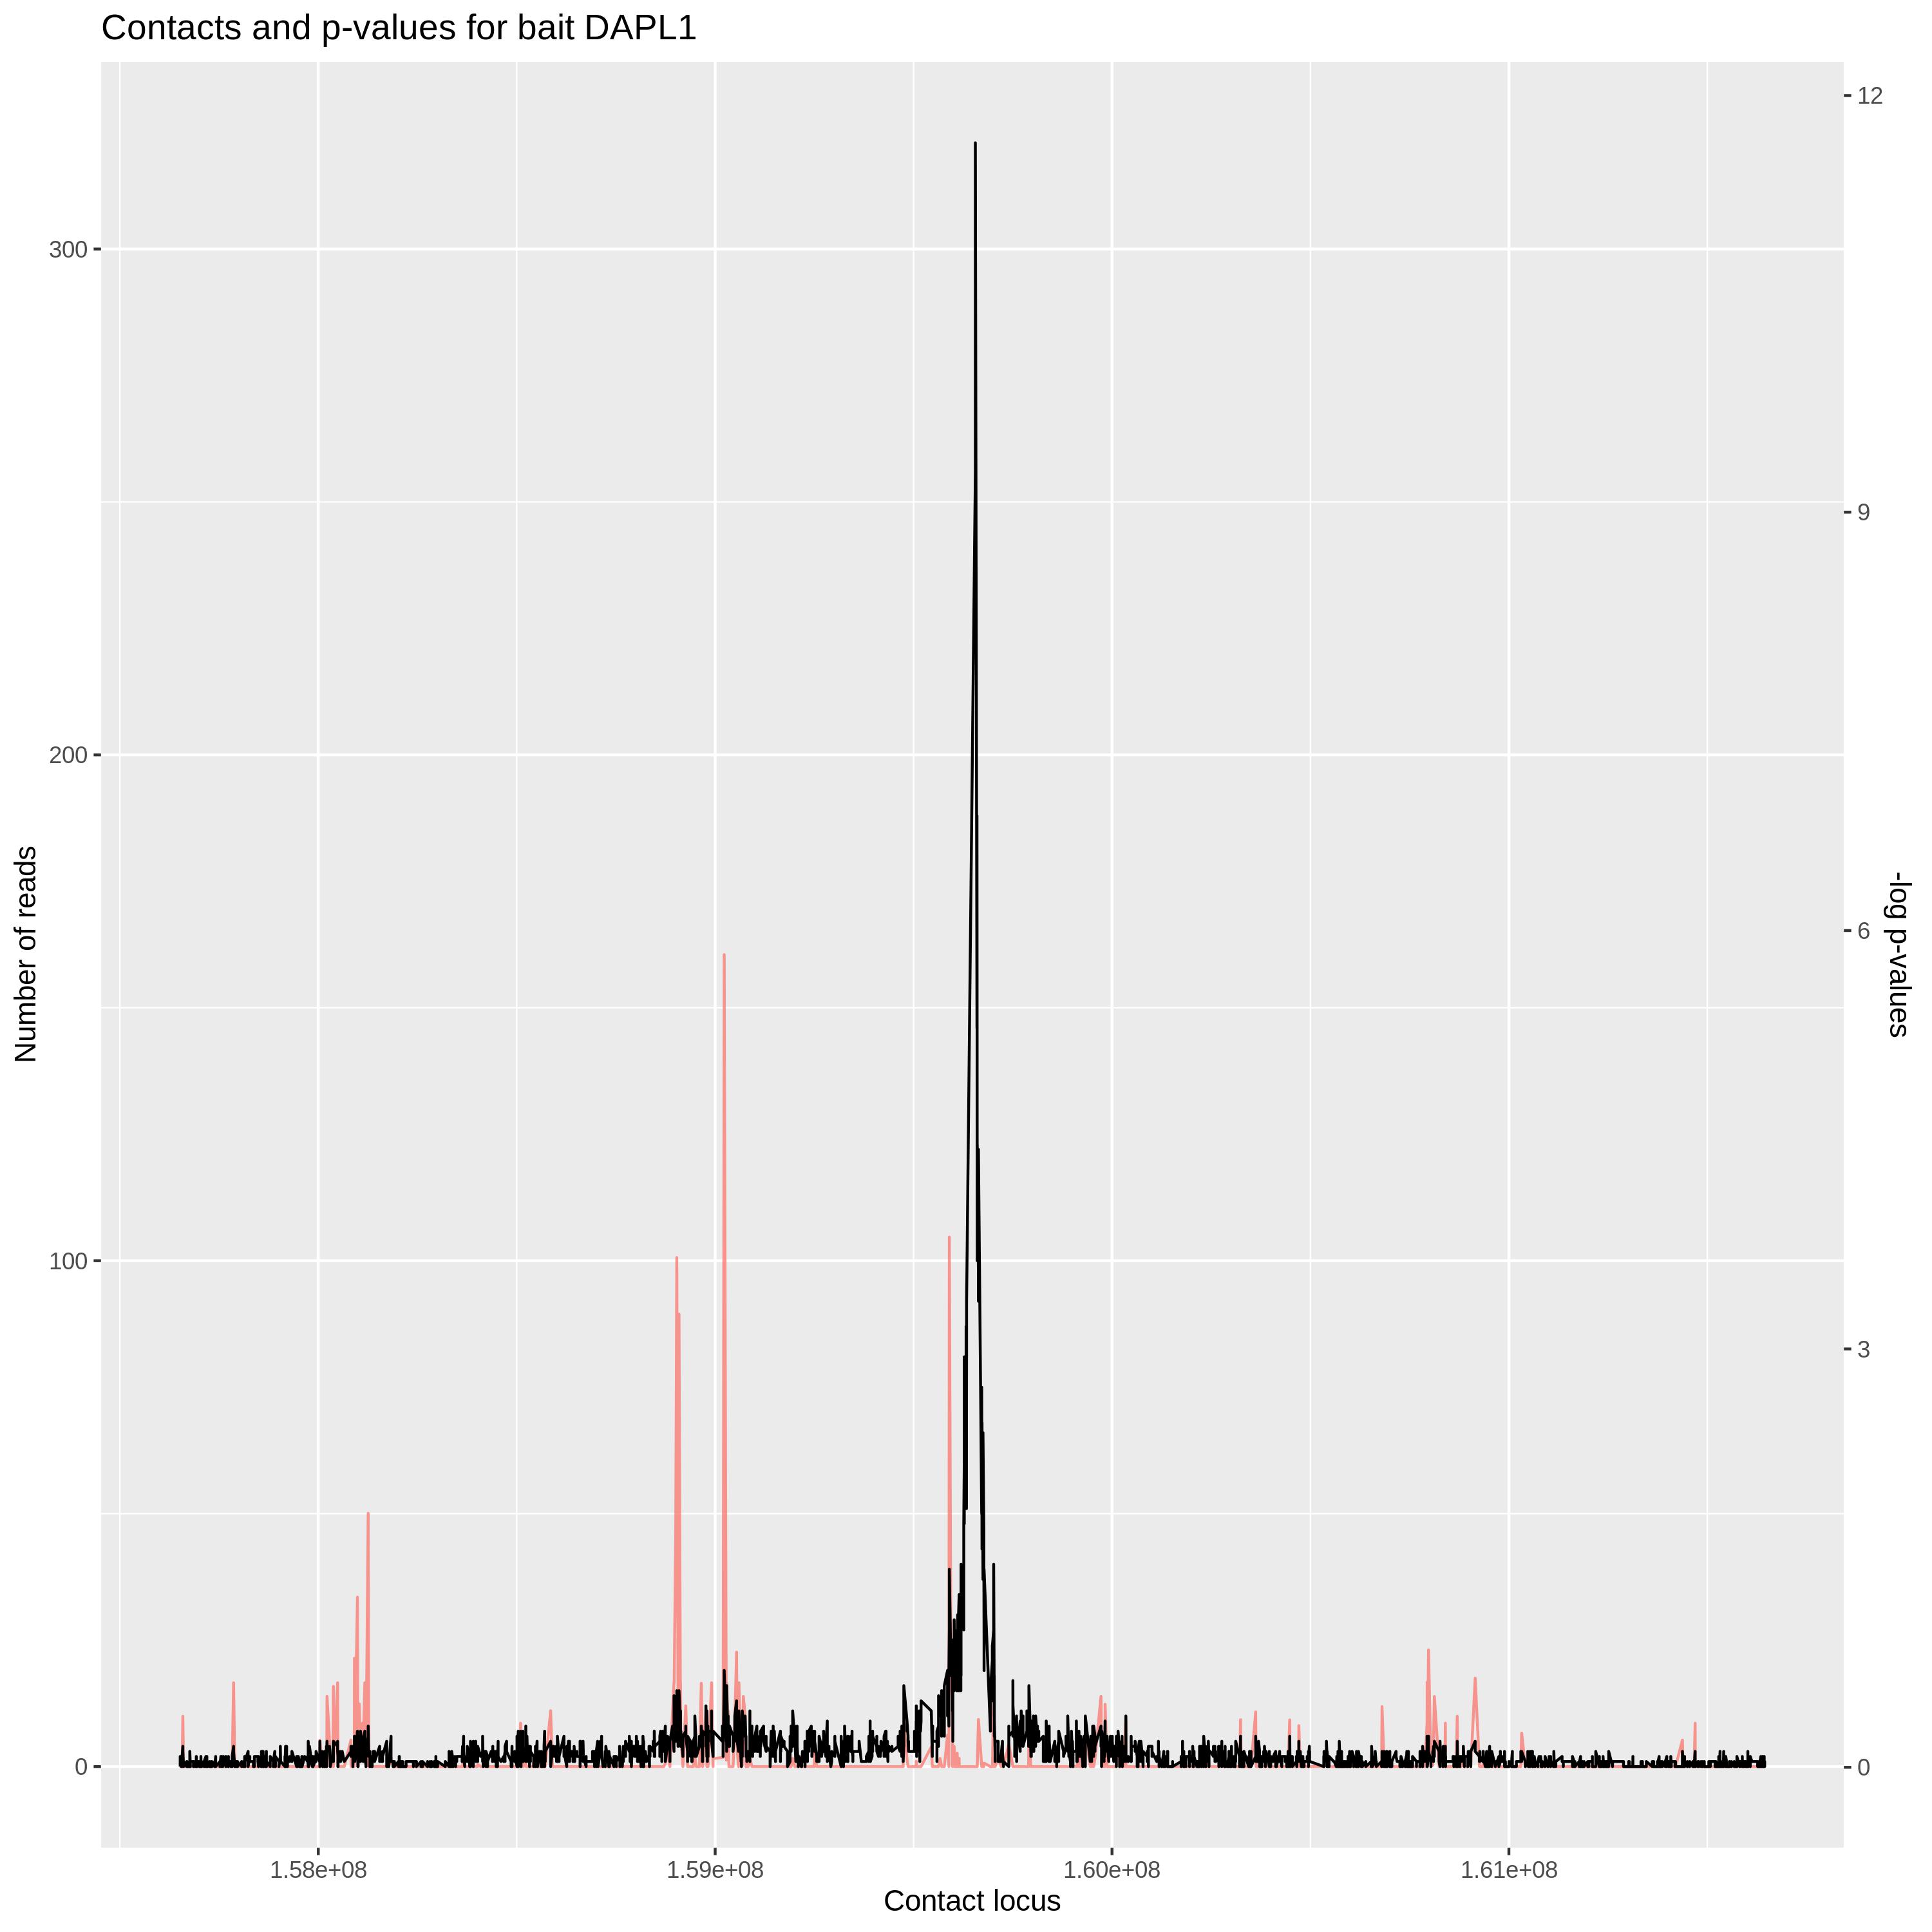 Contacts and p-values for bait DAPL1
300
200
100
0
Number of reads
12
9
6
3
0
-log p-values
1.58e+08
1.59e+08
1.60e+08
1.61e+08
Contact locus